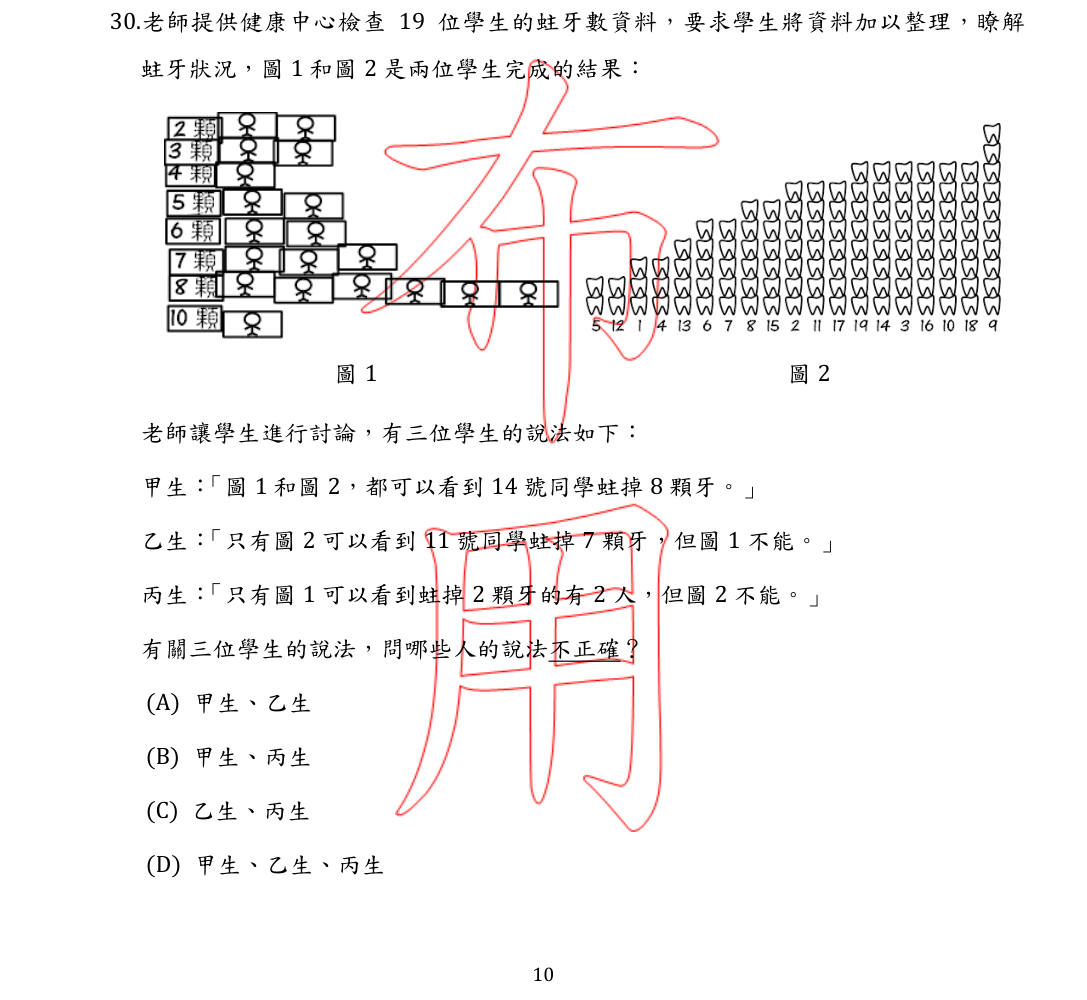 30.老師提供健康中心檢查 19 位學生的蛀牙數資料，要求學生將資料加以整理，瞭解
蛀牙狀況，圖 1 和圖 2 是兩位學生完成的結果：
2 顆
3 顆
4 顆
5 顆
6 顆
7 顆
8 顆
10 顆
5 12 1 4 13 6 7 8 15 2 11 17 19 14 3 16 10 18 9
圖 1
圖 2
老師讓學生進行討論，有三位學生的說法如下：
甲生：「圖 1 和圖 2，都可以看到 14 號同學蛀掉 8 顆牙。」
乙生：「只有圖 2 可以看到 11 號同學蛀掉 7 顆牙，但圖 1 不能。」
丙生：「只有圖 1 可以看到蛀掉 2 顆牙的有 2 人，但圖 2 不能。」
有關三位學生的說法，問哪些人的說法不正確？
(A) 甲生、乙生
(B) 甲生、丙生
(C) 乙生、丙生
(D) 甲生、乙生、丙生
布
用
10